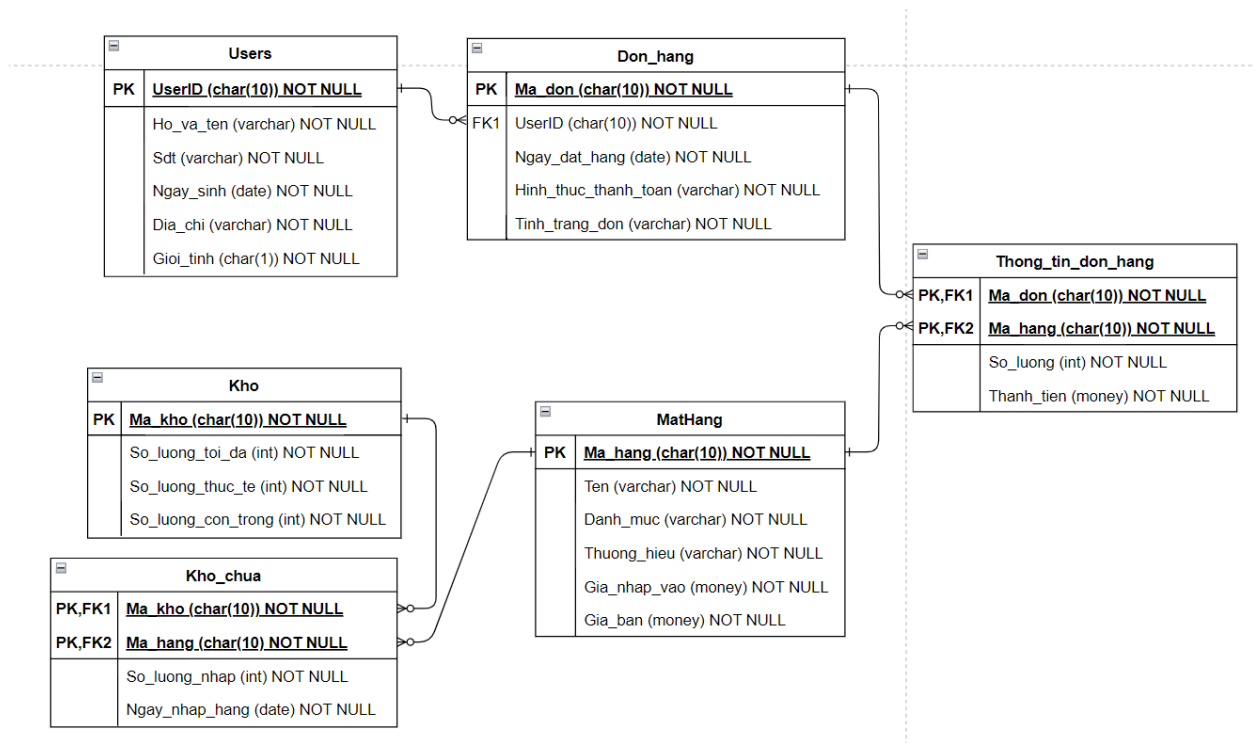 Users
PK UserID (char(10)) NOT NULL
Ho_va_ten (varchar) NOT NULL
Sdt (varchar) NOT NULL
Ngay_sinh (date) NOT NULL
Dia_chi (varchar) NOT NULL
Gioi_tinh (char(1)) NOT NULL
Don_hang
PK Ma_don (char(10)) NOT NULL
FK1 UserID (char(10)) NOT NULL
Ngay_dat_hang (date) NOT NULL
Hinh_thuc_thanh_toan (varchar) NOT NULL
Tinh_trang_don (varchar) NOT NULL
Thong_tin_don_hang
PK,FK1 Ma_don (char(10)) NOT NULL
PK,FK2 Ma_hang (char(10)) NOT NULL
So_luong (int) NOT NULL
Thanh_tien (money) NOT NULL
Kho
PK Ma_kho (char(10)) NOT NULL
So_luong_toi_da (int) NOT NULL
So_luong_thuc_te (int) NOT NULL
So_luong_con_trong (int) NOT NULL
MatHang
PK Ma_hang (char(10)) NOT NULL
Ten (varchar) NOT NULL
Danh_muc (varchar) NOT NULL
Thuong_hieu (varchar) NOT NULL
Gia_nhap_vao (money) NOT NULL
Gia_ban (money) NOT NULL
Kho_chua
PK,FK1 Ma_kho (char(10)) NOT NULL
PK,FK2 Ma_hang (char(10) NOT NULL
So_luong_nhap (int) NOT NULL
Ngay_nhap_hang (date) NOT NULL